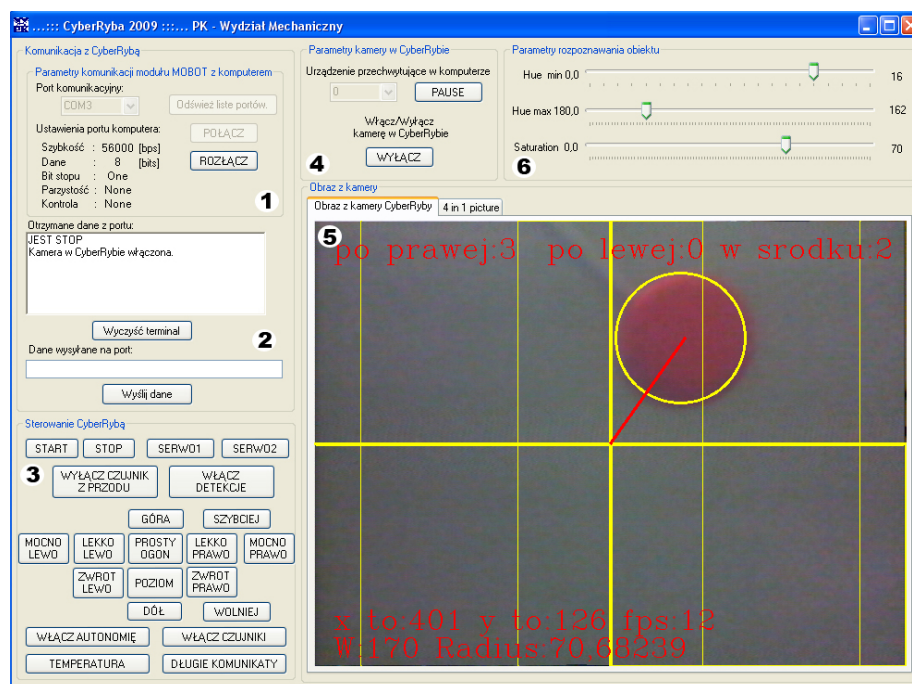 ...::: CyberRyba 2009 :::... PK - Wydział Mechaniczny
Komunikacja z CyberRybą
Parametry komunikacji modułu MOBOT z komputerem
Port komunikacyjny:
COM3
Odśwież liste portów.
Ustawienia portu komputera:
POŁĄCZ
Szybkość : 56000 [bps]
ROZŁĄCZ
Dane : 8 [bits]
Bit stopu : One
Parzystość : None
Kontrola : None
1
Otrzymane dane z portu:
JEST STOP
Kamera w CyberRybie włączona.
Wyczyść terminal
2
Dane wysyłane na port:
Wyślij dane
Sterowanie CyberRybą
START STOP SERWO1 SERWO2
3
WYŁĄCZ CZUJNIK
Z PRZODU
WŁĄCZ
DETEKCJE
GÓRA SZYBCIEJ
MOCNO
LEWO
LEKKO
LEWO
PROSTY
OGON
LEKKO
PRAWO
MOCNO
PRAWO
ZWROT
LEWO
POZIOM
ZWROT
PRAWO
DÓŁ WOLNIEJ
WŁĄCZ AUTONOMIĘ WŁĄCZ CZUJNIKI
TEMPERATURA DŁUGIE KOMUNIKATY
Parametry kamery w CyberRybie
Urządzenie przechwytujące w komputerze
0 PAUSE
Włącz/Wyłącz
kamerę w CyberRybie
4 WYŁĄCZ
Parametry rozpoznawania obiektu
Hue min 0,0 16
Hue max 180,0 162
Saturation 0,0 70
6
Obraz z kamery
Obraz z kamery CyberRyby 4 in 1 picture
5
po prawej:3 po lewej:0 w srodku:2
x to.401 y to:126 fps:12
W:170 Radius:70,68239